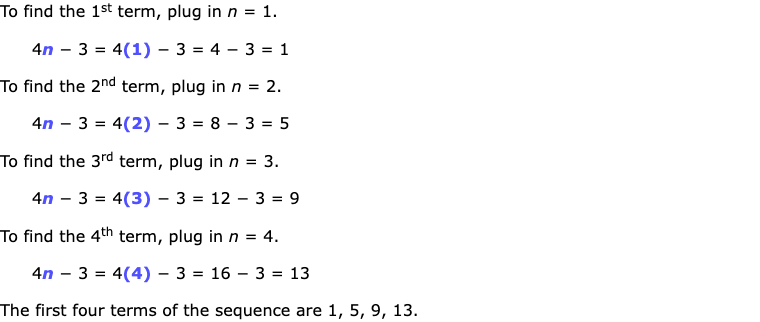 To find the 1st term, plug in n = 1.
4n – 3 = 4(1) – 3 = 4 – 3 = 1
To find the 2nd term, plug in n = 2.
4n – 3 = 4(2) – 3 = 8 – 3 = 5
To find the 3rd term, plug in n = 3.
4n – 3 = 4(3) – 3 = 12 – 3 = 9
To find the 4th term, plug in n = 4.
4n – 3 = 4(4) – 3 = 16 – 3 = 13
The first four terms of the sequence are 1, 5, 9, 13.